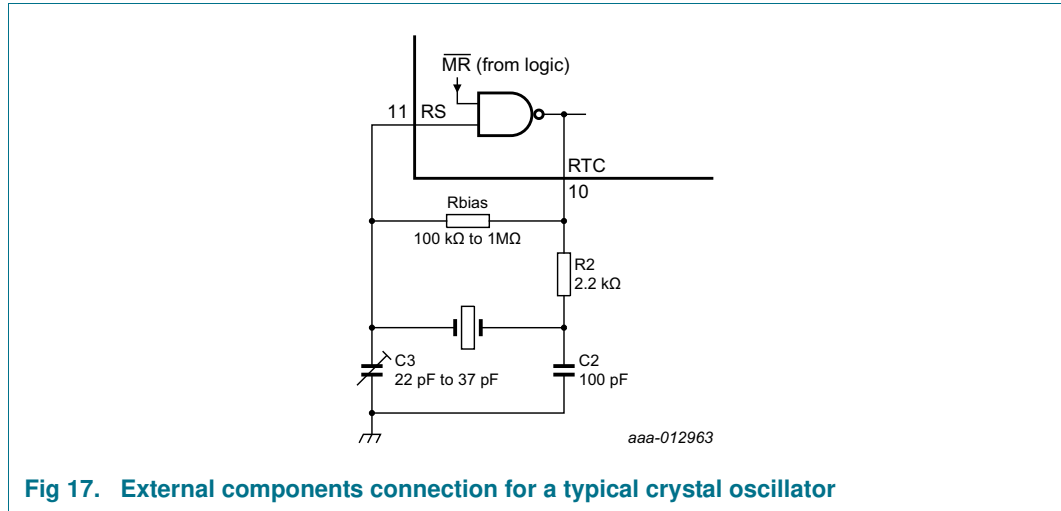 MR (from logic)
11 RS
RTC
10
Rbias
100 kΩ to 1MΩ
R2
2.2 kΩ
C3
22 pF to 37 pF
C2
100 pF
aaa-012963
Fig 17. External components connection for a typical crystal oscillator